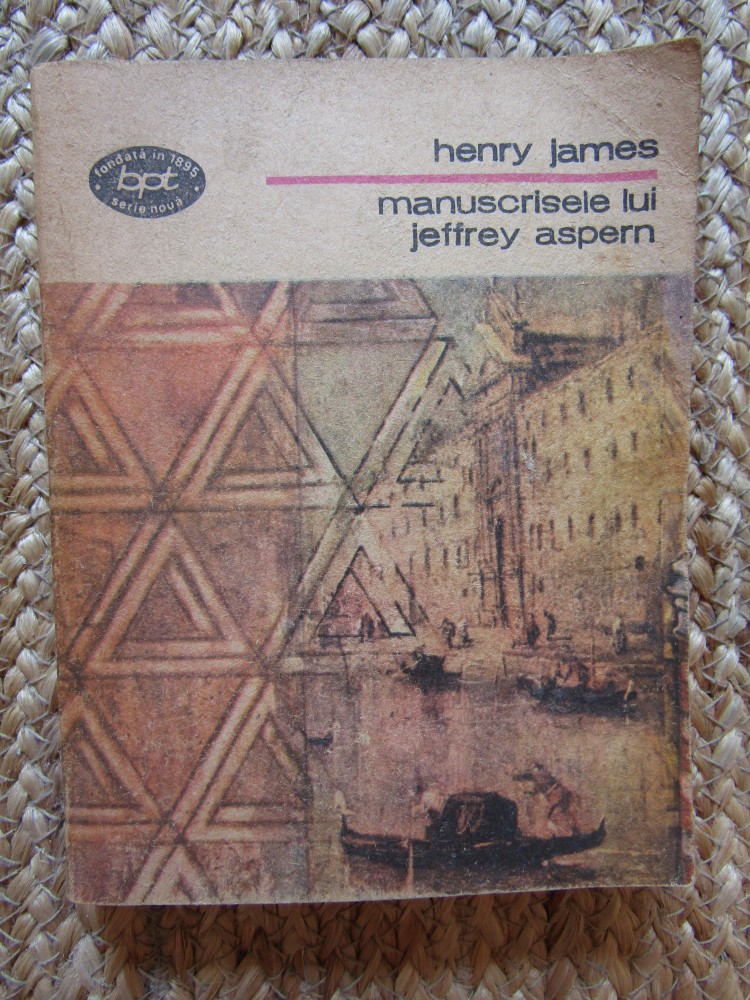 henry james
manuscrisele lui
jeffrey aspern
fondată în 1895
bpt
serie nouă